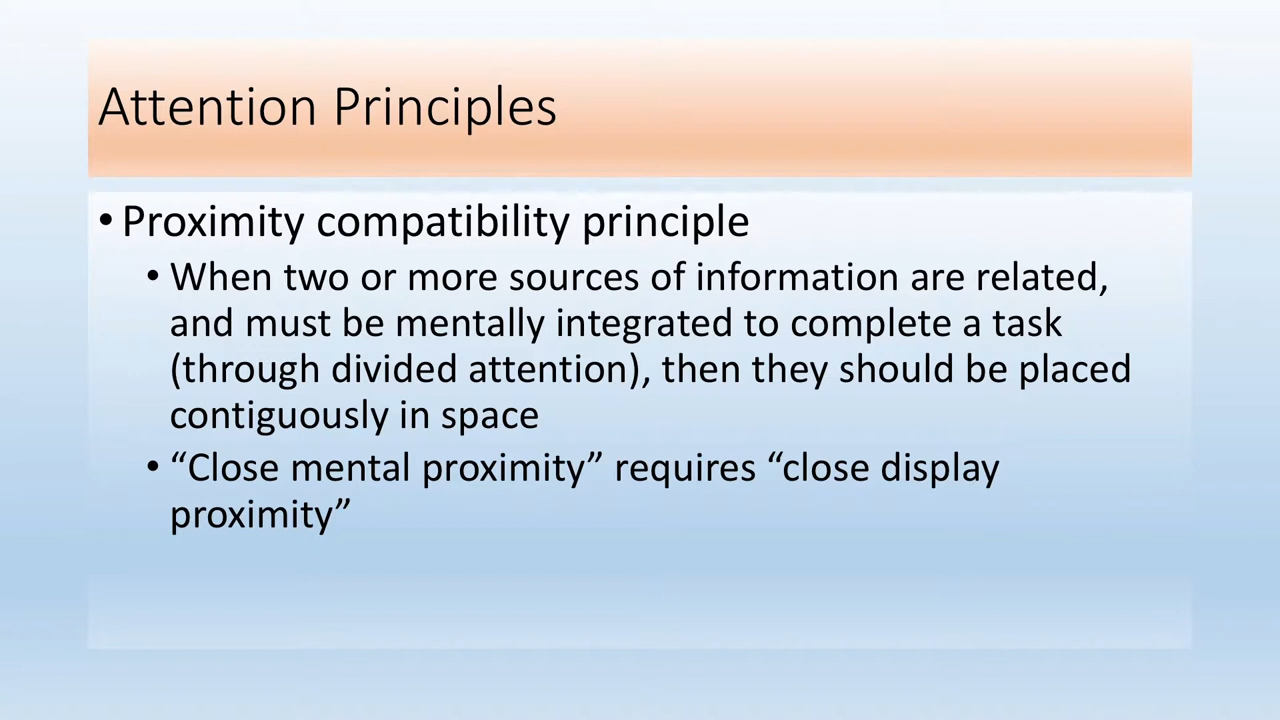 Attention Principles
• Proximity compatibility principle
• When two or more sources of information are related,
and must be mentally integrated to complete a task
(through divided attention), then they should be placed
contiguously in space
• “Close mental proximity” requires “close display
proximity”